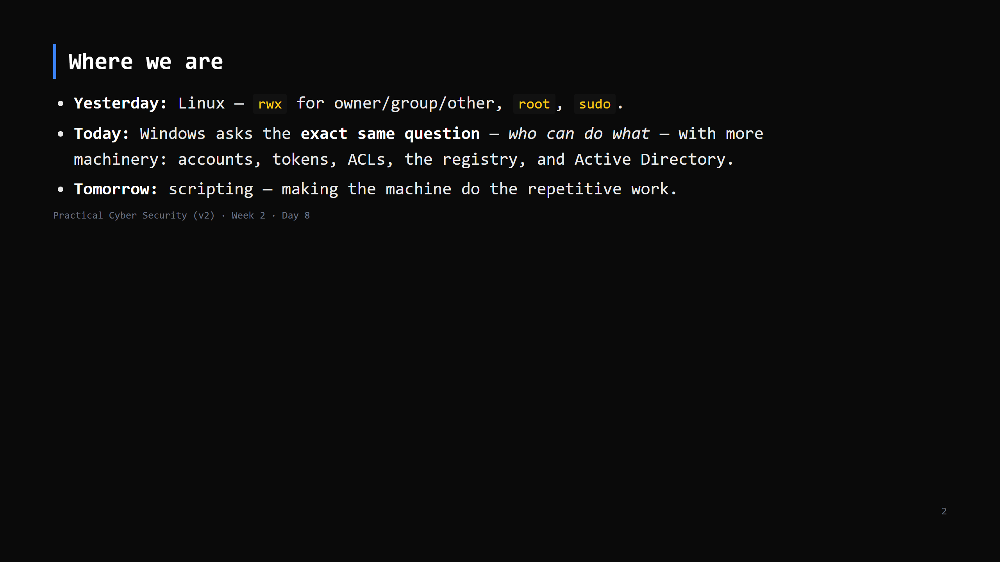 Where we are
• Yesterday: Linux — rwx for owner/group/other, root, sudo.
• Today: Windows asks the exact same question — who can do what — with more
machinery: accounts, tokens, ACLs, the registry, and Active Directory.
• Tomorrow: scripting — making the machine do the repetitive work.
Practical Cyber Security (v2) · Week 2 · Day 8
2